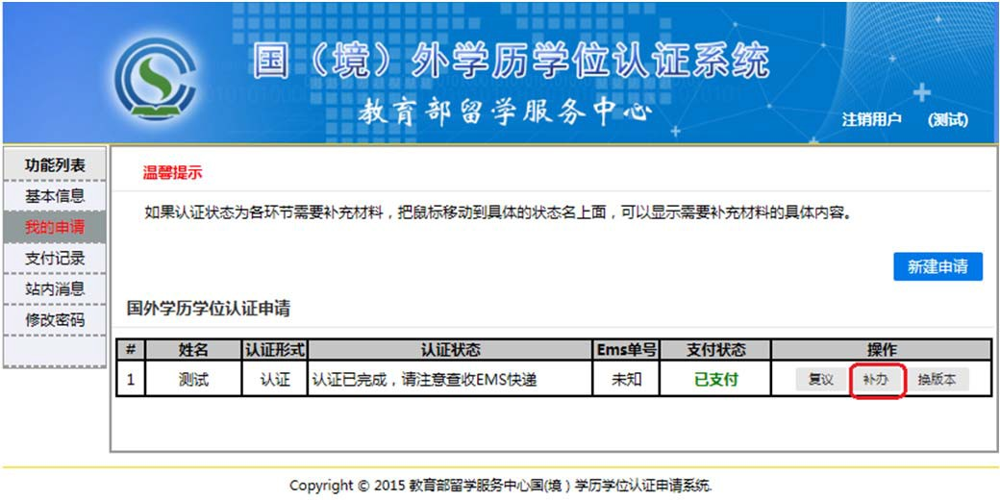 国（境）外学历学位认证系统
教育部留学服务中心
注销用户 (测试)
功能列表
基本信息
我的申请
支付记录
站内消息
修改密码
温馨提示
如果认证状态为各环节需要补充材料，把鼠标移动到具体的状态名上面，可以显示需要补充材料的具体内容。
新建申请
国外学历学位认证申请
# 姓名 认证形式 认证状态 Ems单号 支付状态 操作
1 测试 认证 认证已完成，请注意查收EMS快递 未知 已支付 复议 补办 换版本
Copyright © 2015 教育部留学服务中心国(境）学历学位认证申请系统.